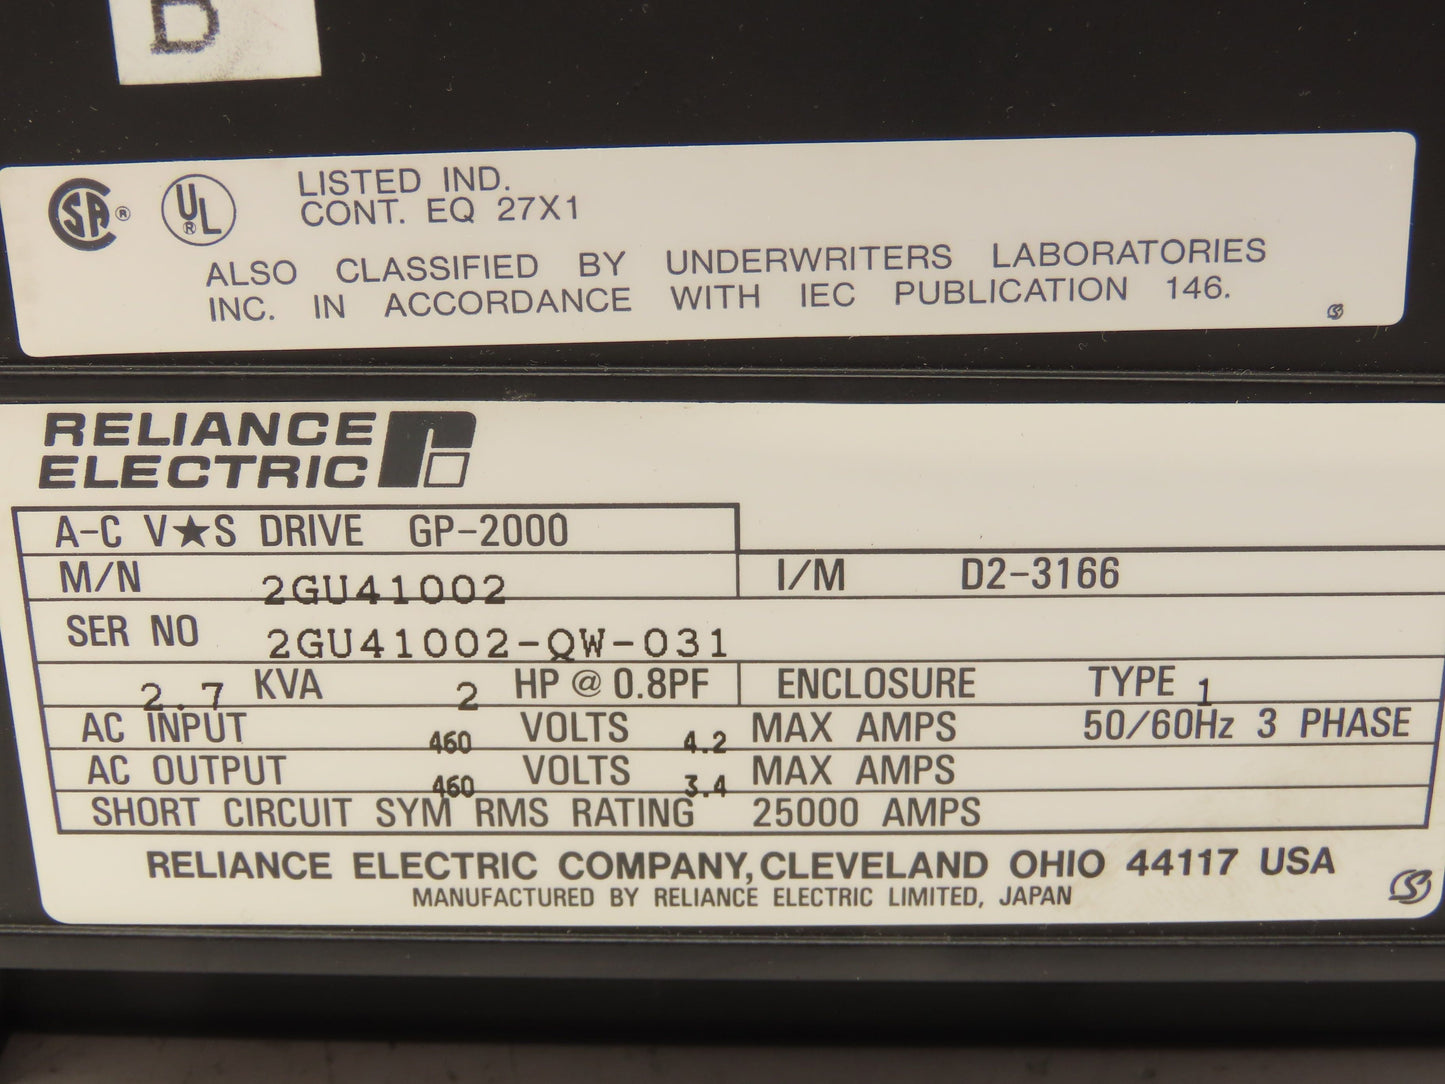 B
CSA ® UL ® LISTED IND.
CONT. EQ 27X1
ALSO CLASSIFIED BY UNDERWRITERS LABORATORIES
INC. IN ACCORDANCE WITH IEC PUBLICATION 146.
RELIANCE
ELECTRIC
A-C V★S DRIVE GP-2000
M/N 2GU41002 I/M D2-3166
SER NO 2GU41002-QW-031
2.7 KVA 2 HP @ 0.8PF ENCLOSURE TYPE 1
AC INPUT 460 VOLTS 4.2 MAX AMPS 50/60Hz 3 PHASE
AC OUTPUT 460 VOLTS 3.4 MAX AMPS
SHORT CIRCUIT SYM RMS RATING 25000 AMPS
RELIANCE ELECTRIC COMPANY, CLEVELAND OHIO 44117 USA
MANUFACTURED BY RELIANCE ELECTRIC LIMITED, JAPAN